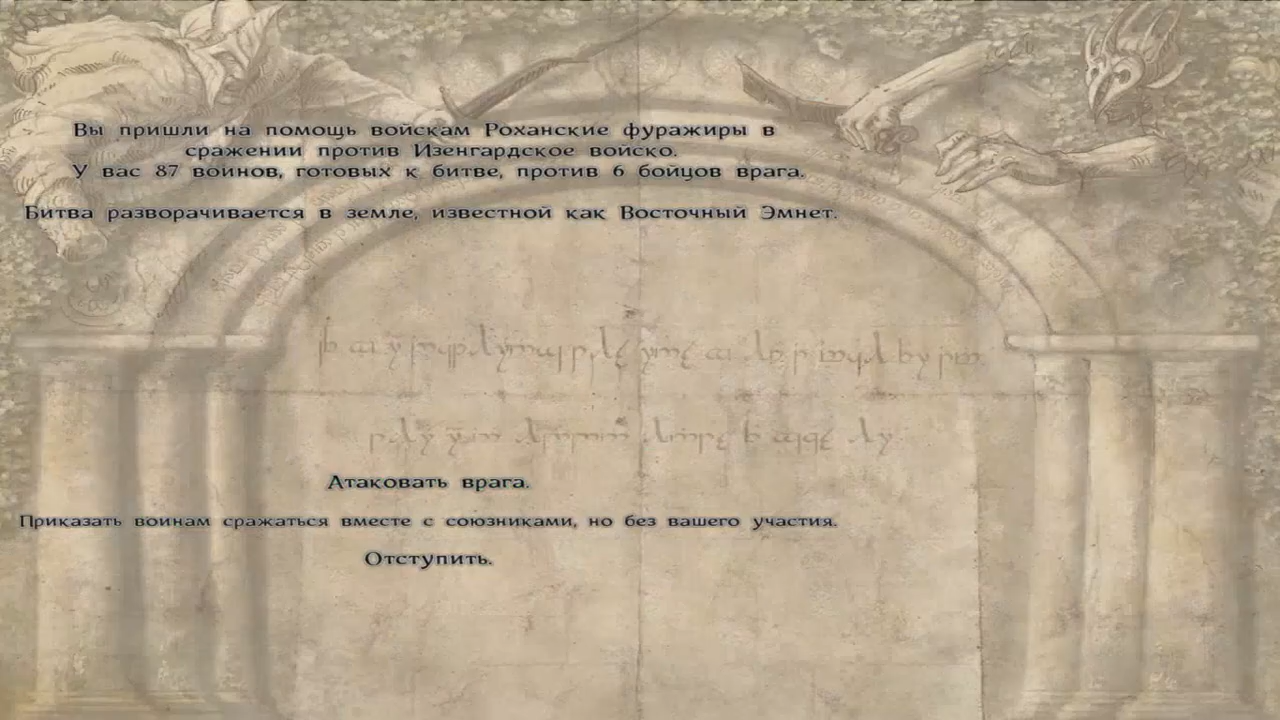 Вы пришли на помощь войскам Роханские фуражиры в
сражении против Изенгардское войско.
У вас 87 воинов, готовых к битве, против 6 бойцов врага.
Битва разворачивается в земле, известной как Восточный Эмнет.
Атаковать врага.
Приказать воинам сражаться вместе с союзниками, но без вашего участия.
Отступить.